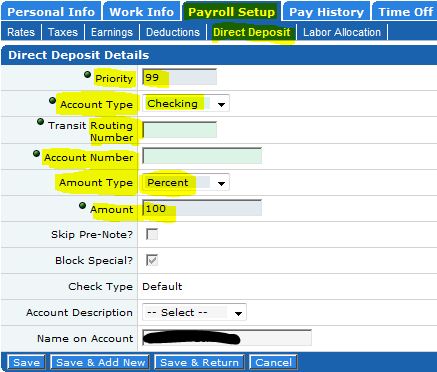 Personal Info Work Info Payroll Setup Pay History Time Off
Rates Taxes Earnings Deductions Direct Deposit Labor Allocation
Direct Deposit Details
Priority 99
Account Type Checking
Transit Routing
Number
Account Number
Amount Type Percent
Amount 100
Skip Pre-Note?
Block Special?
Check Type Default
Account Description -- Select --
Name on Account
Save Save & Add New Save & Return Cancel